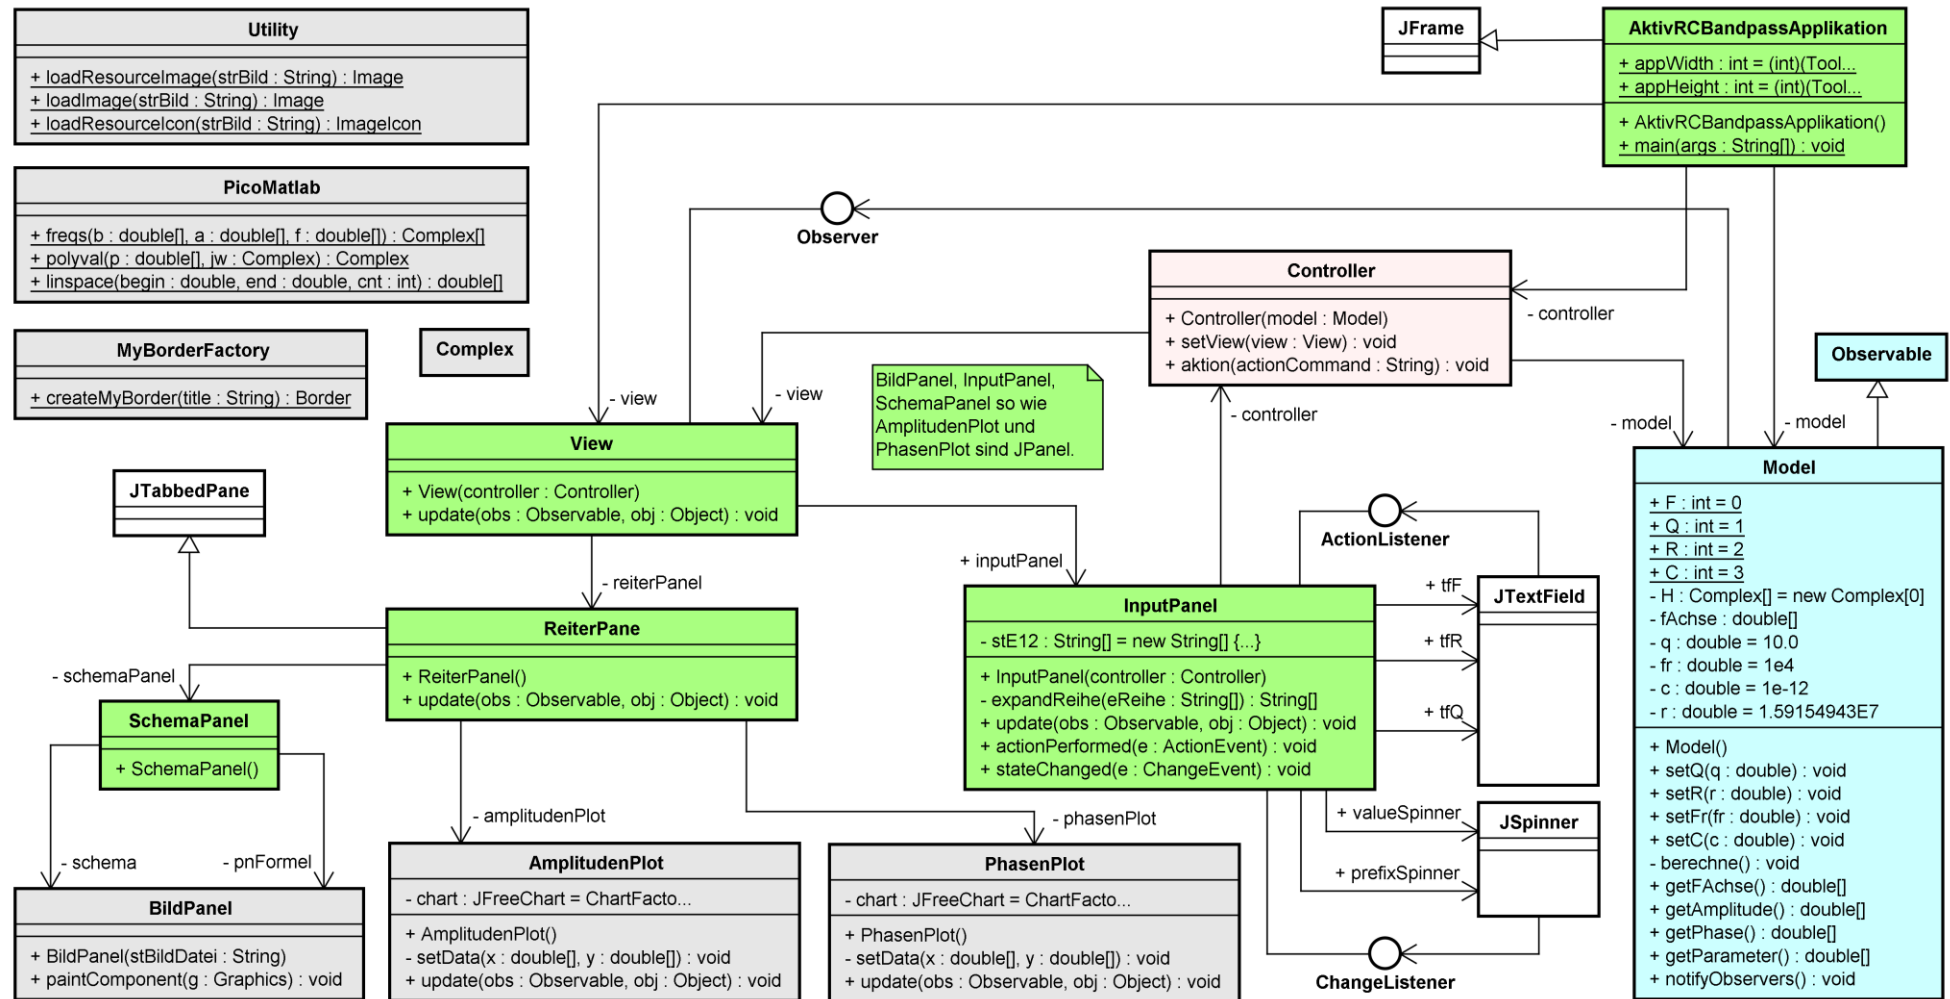 Utility
+ loadResourceImage(strBild : String) : Image
+ loadImage(strBild : String) : Image
+ loadResourceIcon(strBild : String) : ImageIcon
PicoMatlab
+ freqs(b : double[], a : double[], f : double[]) : Complex[]
+ polyval(p : double[], jw : Complex) : Complex
+ linspace(begin : double, end : double, cnt : int) : double[]
MyBorderFactory
+ createMyBorder(title : String) : Border
Complex
JFrame
AktivRCBandpassApplikation
+ appWidth : int = (int)(Tool...
+ appHeight : int = (int)(Tool...
+ AktivRCBandpassApplikation()
+ main(args : String[]) : void
Observer
Controller
+ Controller(model : Model)
+ setView(view : View) : void
+ aktion(actionCommand : String) : void
- controller
Observable
- view
- view
BildPanel, InputPanel,
SchemaPanel so wie
AmplitudenPlot und
PhasenPlot sind JPanel.
- controller
- model
- model
View
+ View(controller : Controller)
+ update(obs : Observable, obj : Object) : void
JTabbedPane
- reiterPanel
+ inputPanel
ActionListener
ReiterPane
+ ReiterPanel()
+ update(obs : Observable, obj : Object) : void
- schemaPanel
SchemaPanel
+ SchemaPanel()
InputPanel
- stE12 : String[] = new String[] {...}
+ InputPanel(controller : Controller)
- expandReihe(eReihe : String[]) : String[]
+ update(obs : Observable, obj : Object) : void
+ actionPerformed(e : ActionEvent) : void
+ stateChanged(e : ChangeEvent) : void
+ tfF
+ tfR
+ tfQ
JTextField
+ valueSpinner
+ prefixSpinner
JSpinner
ChangeListener
Model
+ F : int = 0
+ Q : int = 1
+ R : int = 2
+ C : int = 3
- H : Complex[] = new Complex[0]
- fAchse : double[]
- q : double = 10.0
- fr : double = 1e4
- c : double = 1e-12
- r : double = 1.59154943E7
+ Model()
+ setQ(q : double) : void
+ setR(r : double) : void
+ setFr(fr : double) : void
+ setC(c : double) : void
- berechne() : void
+ getFAchse() : double[]
+ getAmplitude() : double[]
+ getPhase() : double[]
+ getParameter() : double[]
+ notifyObservers() : void
- schema
- pnFormel
BildPanel
+ BildPanel(stBildDatei : String)
+ paintComponent(g : Graphics) : void
- amplitudenPlot
AmplitudenPlot
- chart : JFreeChart = ChartFacto...
+ AmplitudenPlot()
- setData(x : double[], y : double[]) : void
+ update(obs : Observable, obj : Object) : void
- phasenPlot
PhasenPlot
- chart : JFreeChart = ChartFacto...
+ PhasenPlot()
- setData(x : double[], y : double[]) : void
+ update(obs : Observable, obj : Object) : void